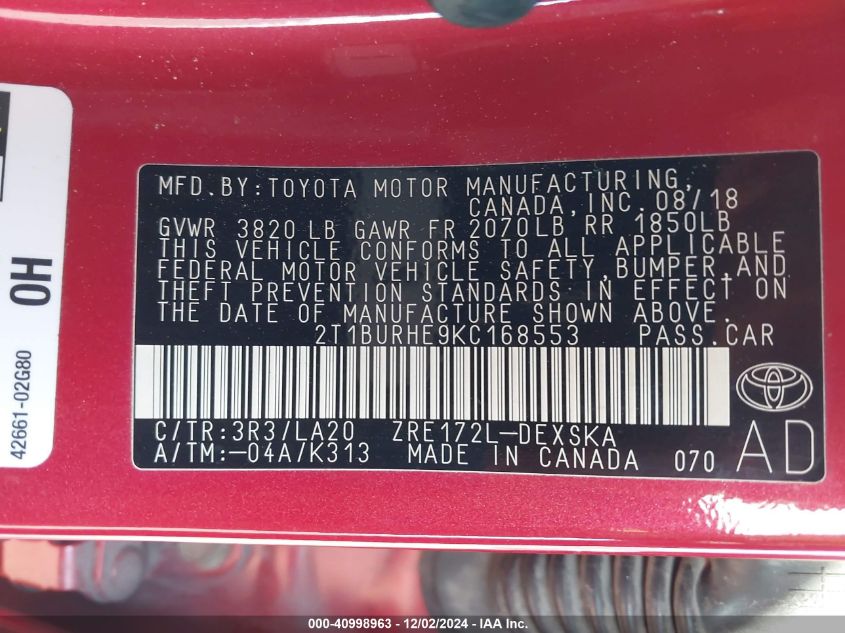 MFD.BY:TOYOTA MOTOR MANUFACTURING,
CANADA,INC.08/18
GVWR 3820 LB GAWR FR 2070LB RR 1850LB
THIS VEHICLE CONFORMS TO ALL APPLICABLE
FEDERAL MOTOR VEHICLE SAFETY,BUMPER,AND
THEFT PREVENTION STANDARDS IN EFFECT ON
THE DATE OF MANUFACTURE SHOWN ABOVE.
2T1BURHE9KC168553 PASS.CAR
C/TR:3R3/LA20 ZRE172L-DEXSKA
A/TM:-04A/K313 MADE IN CANADA 070 AD
OH
42661-02G80
000-40998963 - 12/02/2024 - IAA Inc.